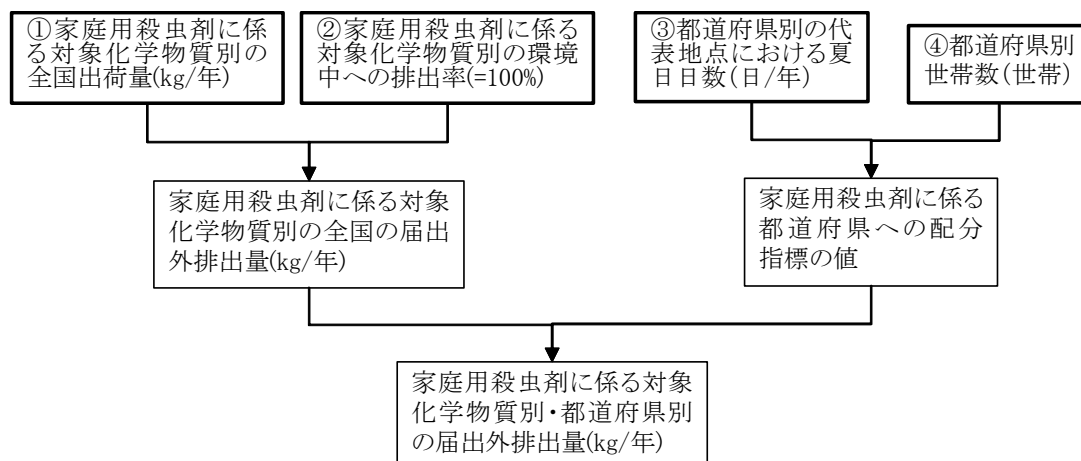 ①家庭用殺虫剤に係
る対象化学物質別の
全国出荷量(kg/年)
②家庭用殺虫剤に係る
対象化学物質別の環境
中への排出率(=100%)
③都道府県別の代
表地点における夏
日日数(日/年)
④都道府県別
世帯数(世帯)
家庭用殺虫剤に係る対象
化学物質別の全国の届出
外排出量(kg/年)
家庭用殺虫剤に係る
都道府県への配分
指標の値
家庭用殺虫剤に係る対象
化学物質別・都道府県別
の届出外排出量(kg/年)